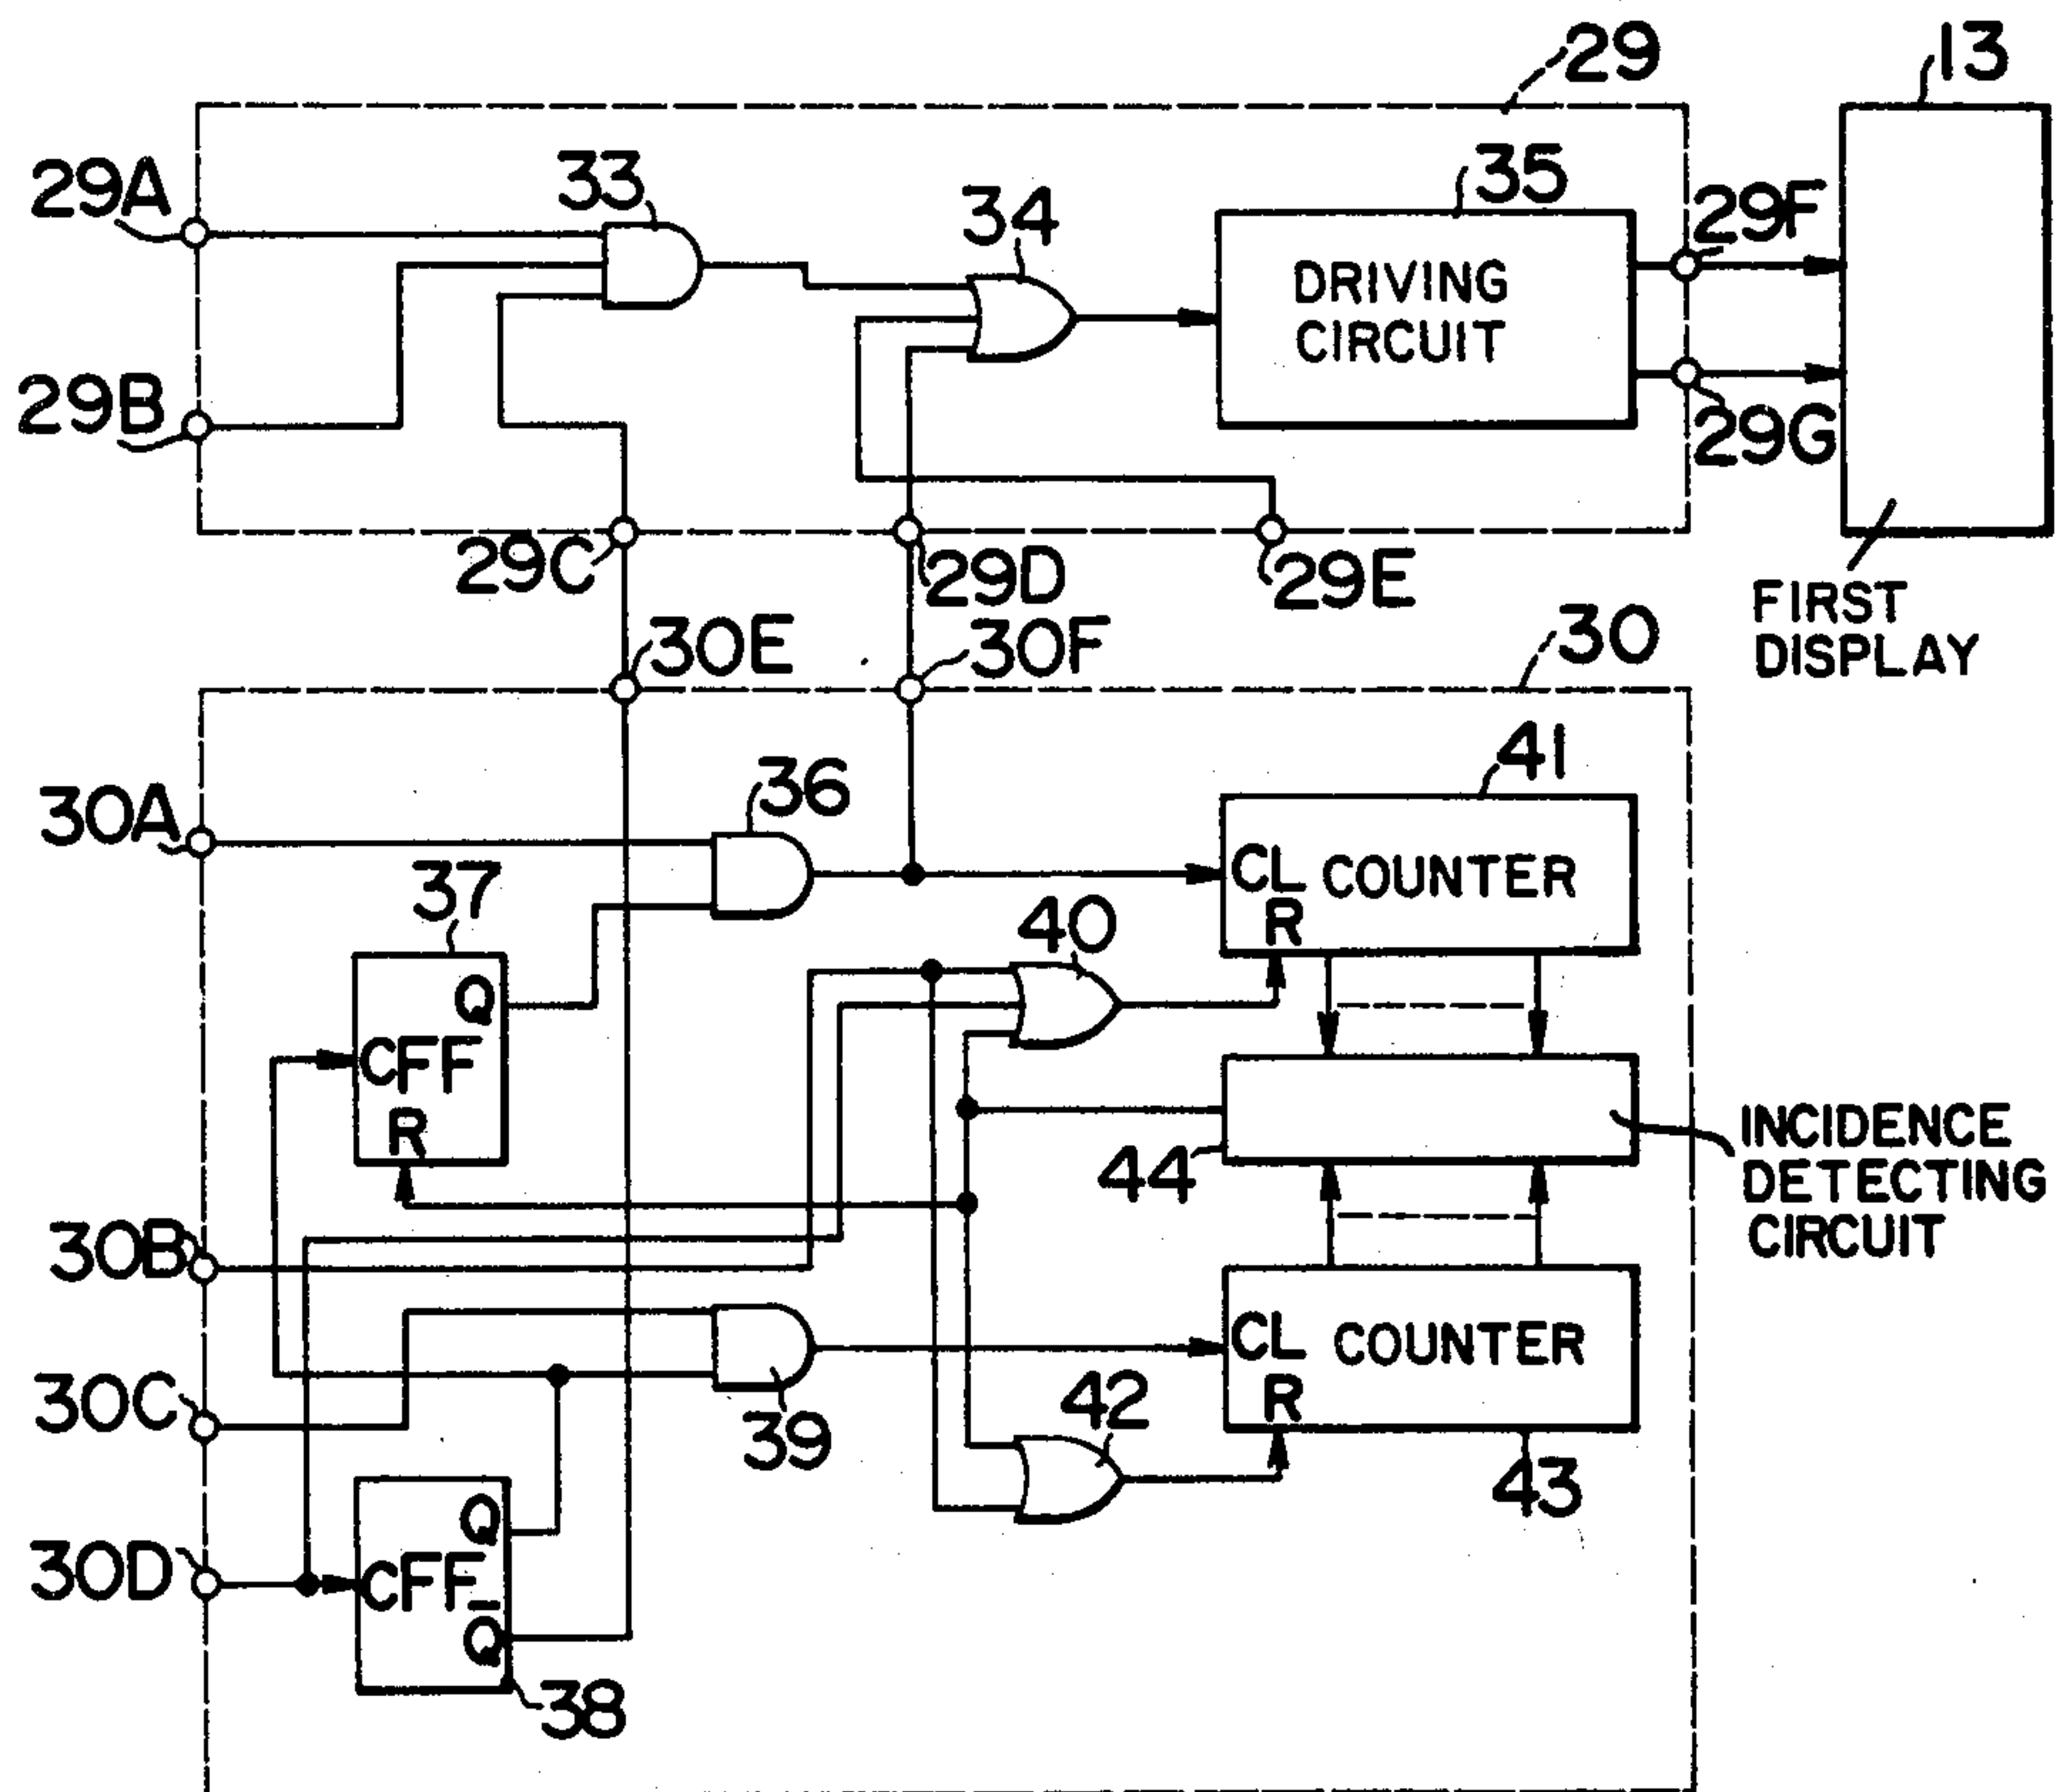 29
13
29A
33
34
35
29F
DRIVING
CIRCUIT
29B
29G
29C
29D
29E
FIRST
DISPLAY
30E
30F
30
30A
36
41
CL COUNTER
R
37
40
Q
CFF
R
44
INCIDENCE
DETECTING
CIRCUIT
30B
CL COUNTER
R
30C
39
42
43
30D
Q
CFF
Q̅
38